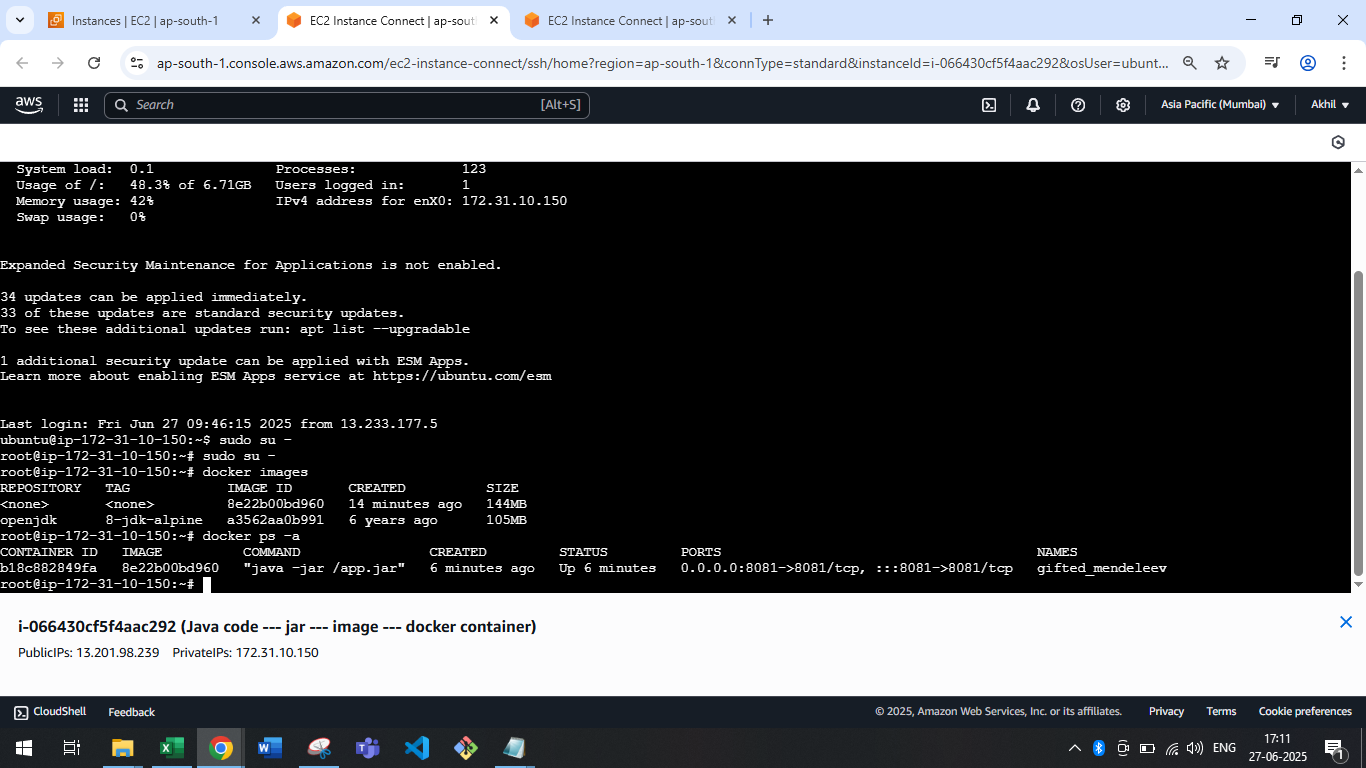 Instances | EC2 | ap-south-1
EC2 Instance Connect | ap-sout
EC2 Instance Connect | ap-sout
ap-south-1.console.aws.amazon.com/ec2-instance-connect/ssh/home?region=ap-south-1&connType=standard&instanceId=i-066430cf5f4aac292&osUser=ubunt...
aws
Search
[Alt+S]
Asia Pacific (Mumbai)
Akhil
System load: 0.1 Processes: 123
Usage of /: 48.3% of 6.71GB Users logged in: 1
Memory usage: 42% IPv4 address for enX0: 172.31.10.150
Swap usage: 0%
Expanded Security Maintenance for Applications is not enabled.
34 updates can be applied immediately.
33 of these updates are standard security updates.
To see these additional updates run: apt list --upgradable
1 additional security update can be applied with ESM Apps.
Learn more about enabling ESM Apps service at https://ubuntu.com/esm
Last login: Fri Jun 27 09:46:15 2025 from 13.233.177.5
ubuntu@ip-172-31-10-150:~$ sudo su -
root@ip-172-31-10-150:~# sudo su -
root@ip-172-31-10-150:~# docker images
REPOSITORY TAG IMAGE ID CREATED SIZE
<none> <none> 8e22b00bd960 14 minutes ago 144MB
openjdk 8-jdk-alpine a3562aa0b991 6 years ago 105MB
root@ip-172-31-10-150:~# docker ps -a
CONTAINER ID IMAGE COMMAND CREATED STATUS PORTS NAMES
b18c882849fa 8e22b00bd960 "java -jar /app.jar" 6 minutes ago Up 6 minutes 0.0.0.0:8081->8081/tcp, :::8081->8081/tcp gifted_mendeleev
root@ip-172-31-10-150:~#
i-066430cf5f4aac292 (Java code --- jar --- image --- docker container)
PublicIPs: 13.201.98.239 PrivateIPs: 172.31.10.150
CloudShell Feedback © 2025, Amazon Web Services, Inc. or its affiliates. Privacy Terms Cookie preferences
ENG
17:11
27-06-2025
1